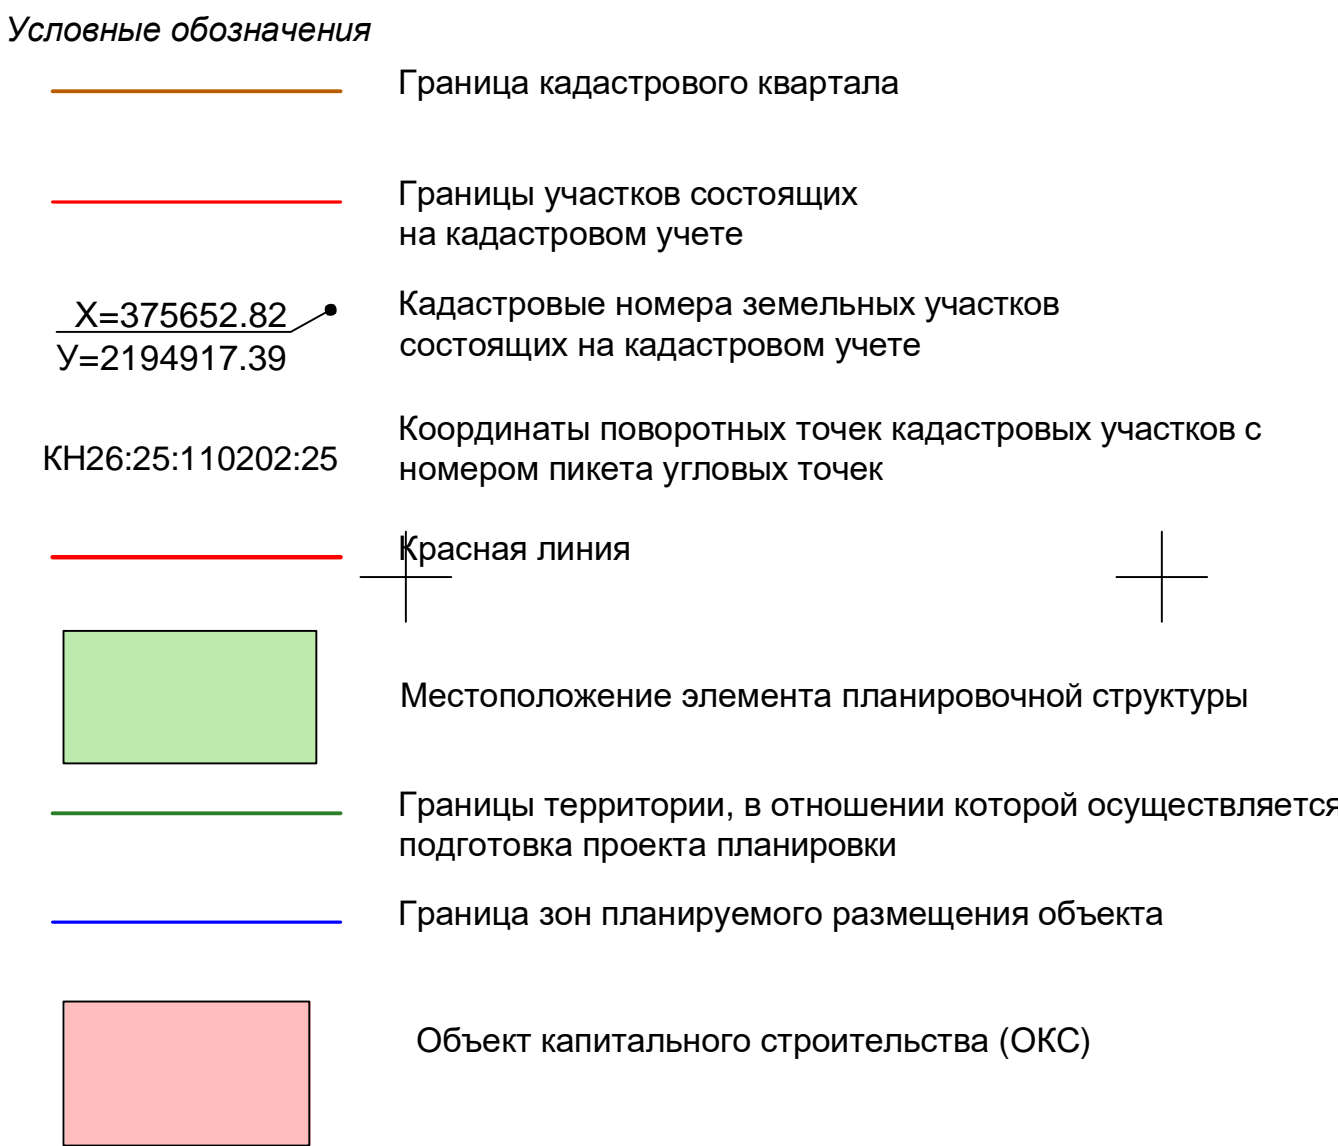 Условные обозначения
Граница кадастрового квартала
Границы участков состоящих
на кадастровом учете
X=375652.82
У=2194917.39
Кадастровые номера земельных участков
состоящих на кадастровом учете
КН26:25:110202:25
Координаты поворотных точек кадастровых участков с
номером пикета угловых точек
Красная линия
Местоположение элемента планировочной структуры
Границы территории, в отношении которой осуществляется
подготовка проекта планировки
Граница зон планируемого размещения объекта
Объект капитального строительства (ОКС)